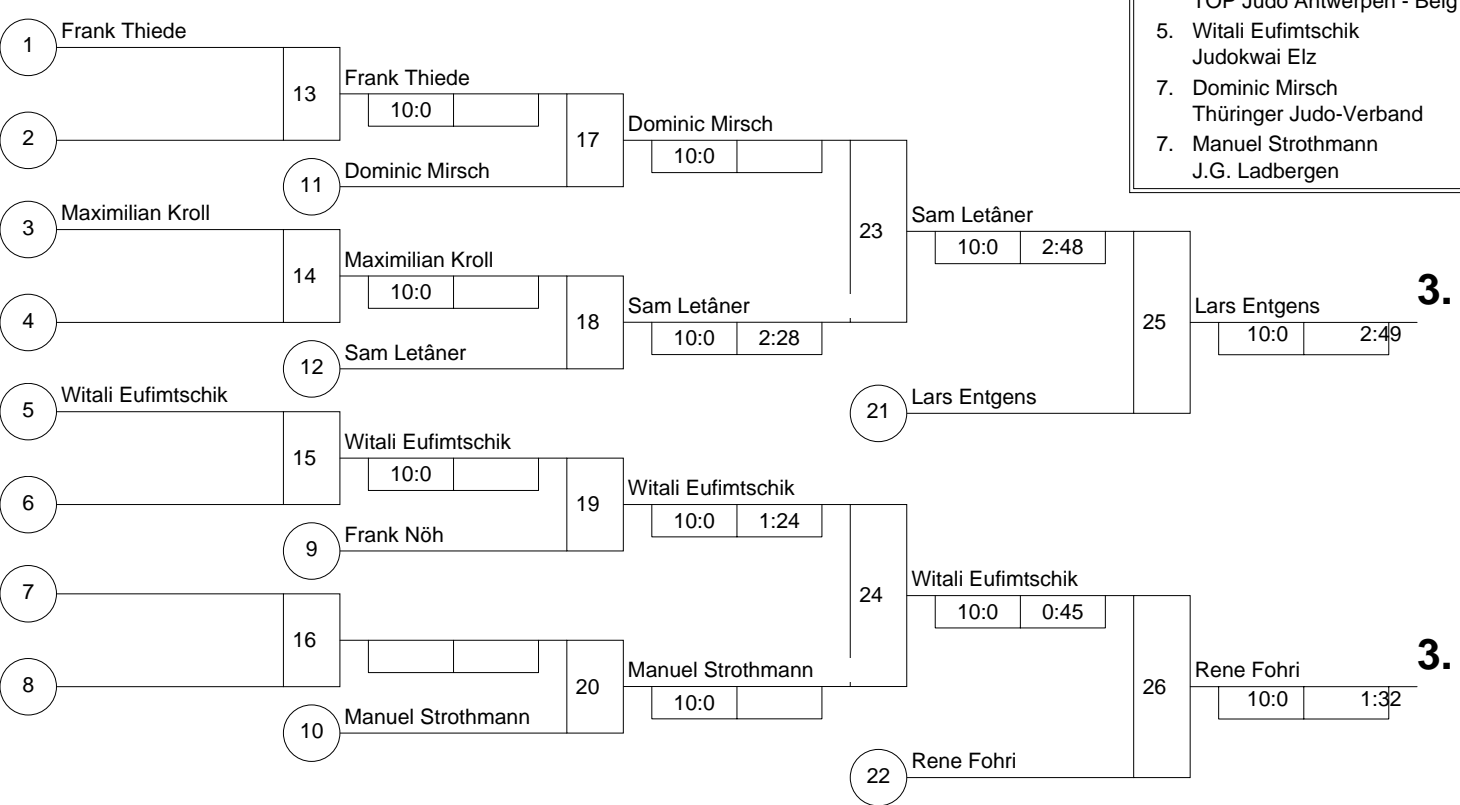 TOP Judo Antwerpen - Belg
5. Witali Eufimtschik
Judokwai Elz
7. Dominic Mirsch
Thüringer Judo-Verband
7. Manuel Strothmann
J.G. Ladbergen
1 Frank Thiede
2
13 Frank Thiede
10:0
11 Dominic Mirsch
17 Dominic Mirsch
10:0
3 Maximilian Kroll
4
14 Maximilian Kroll
10:0
12 Sam Letâner
18 Sam Letâner
10:0 2:28
23 Sam Letâner
10:0 2:48
21 Lars Entgens
25 Lars Entgens
10:0 2:49
3.
5 Witali Eufimtschik
6
15 Witali Eufimtschik
10:0
9 Frank Nöh
19 Witali Eufimtschik
10:0 1:24
7
8
16
10 Manuel Strothmann
20 Manuel Strothmann
10:0
24 Witali Eufimtschik
10:0 0:45
22 Rene Fohri
26 Rene Fohri
10:0 1:32
3.